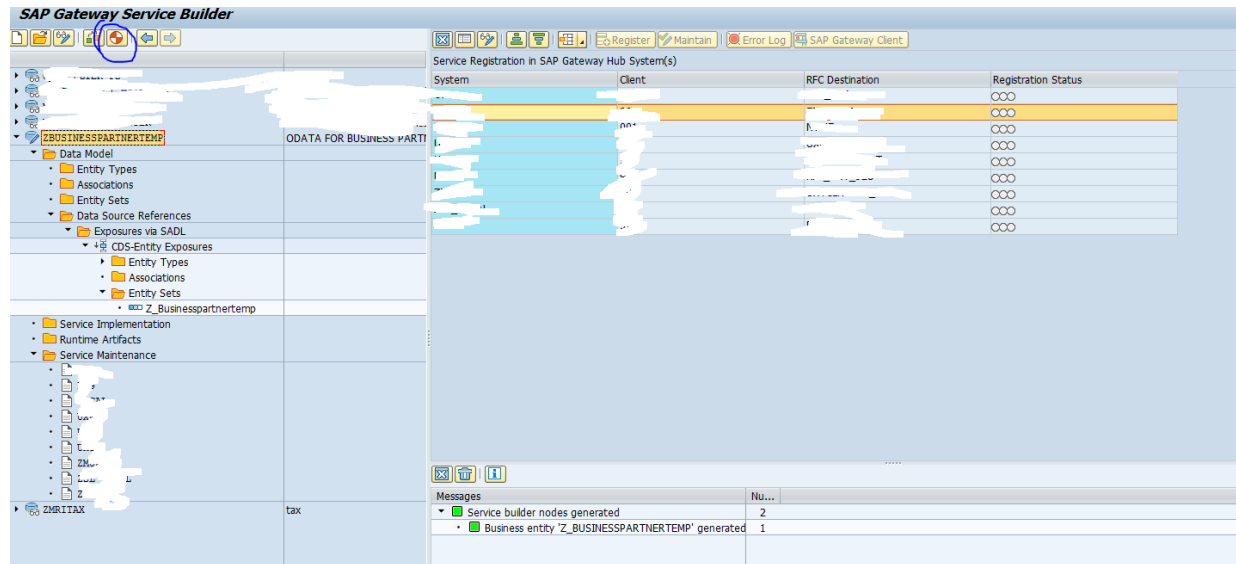 SAP Gateway Service Builder
Register Maintain Error Log SAP Gateway Client
Service Registration in SAP Gateway Hub System(s)
System Client RFC Destination Registration Status
ZBUSINESSPARTNERTEMP ODATA FOR BUSINESS PARTN
Data Model
Entity Types
Associations
Entity Sets
Data Source References
Exposures via SADL
CDS-Entity Exposures
Entity Types
Associations
Entity Sets
Z_Businesspartnertemp
Service Implementation
Runtime Artifacts
Service Maintenance
ZMRITAX tax
Messages Nu...
Service builder nodes generated 2
Business entity 'Z_BUSINESSPARTNERTEMP' generated 1